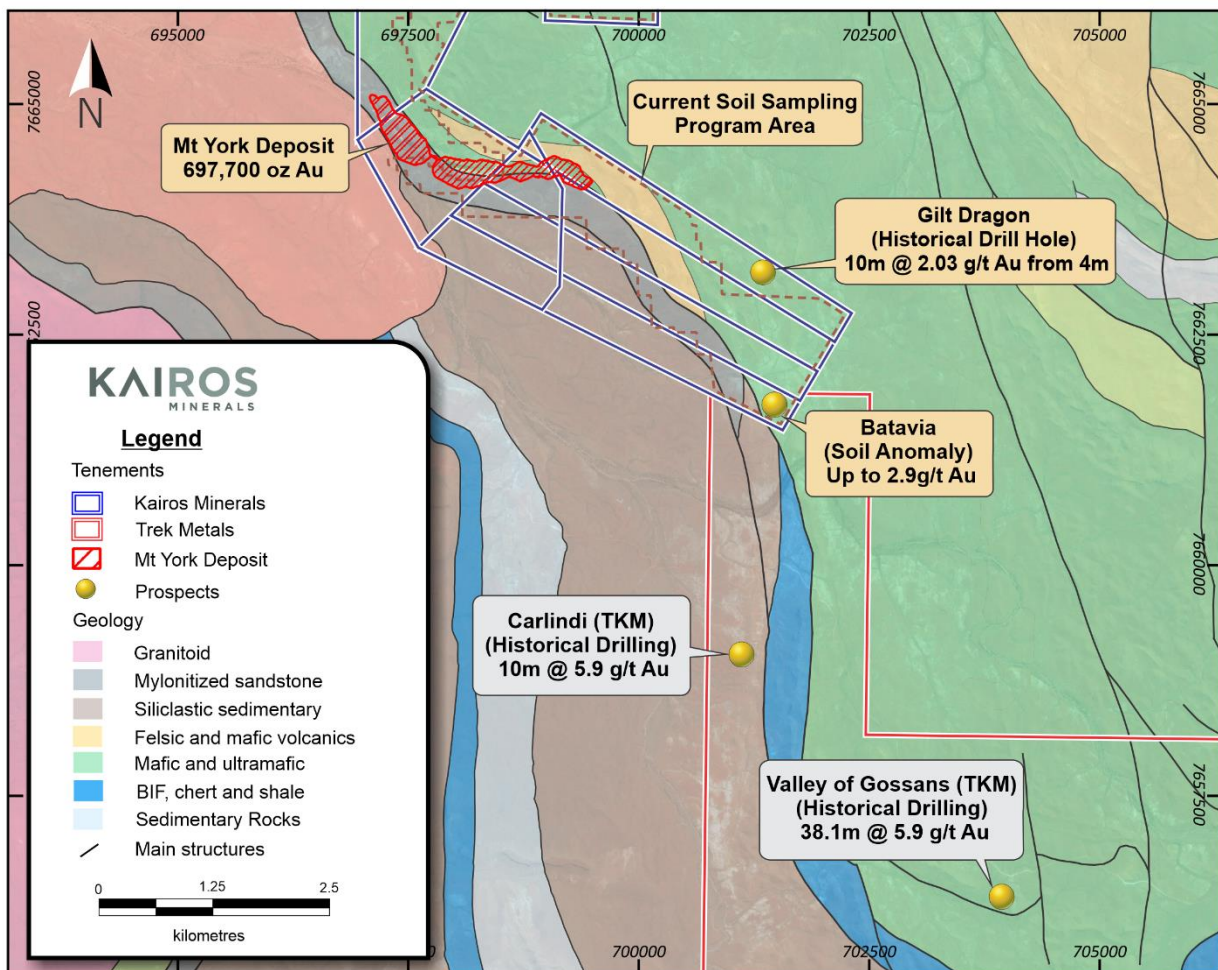 695000
697500
700000
702500
705000
7665000
7665000
N
Mt York Deposit
697,700 oz Au
Current Soil Sampling
Program Area
Gilt Dragon
(Historical Drill Hole)
10m @ 2.03 g/t Au from 4m
2500
7662500
Batavia
(Soil Anomaly)
Up to 2.9g/t Au
KAIROS
MINERALS
Legend
Tenements
Kairos Minerals
Trek Metals
Mt York Deposit
Prospects
Geology
Granitoid
Mylonitized sandstone
Siliclastic sedimentary
Felsic and mafic volcanics
Mafic and ultramafic
BIF, chert and shale
Sedimentary Rocks
Main structures
0 1.25 2.5
kilometres
7660000
Carlindi (TKM)
(Historical Drilling)
10m @ 5.9 g/t Au
Valley of Gossans (TKM)
(Historical Drilling)
38.1m @ 5.9 g/t Au
7657500
700000
702500
705000